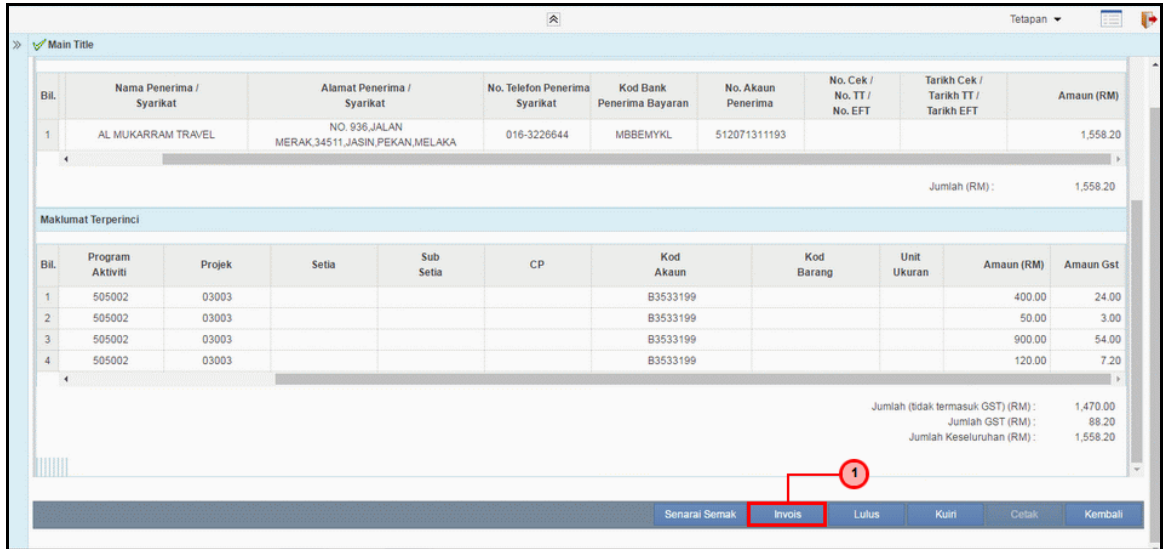 Tetapan
Main Title
Bil. Nama Penerima / Syarikat Alamat Penerima / Syarikat No. Telefon Penerima Syarikat Kod Bank Penerima Bayaran No. Akaun Penerima No. Cek / No. TT / No. EFT Tarikh Cek / Tarikh TT / Tarikh EFT Amaun (RM)
1 AL MUKARRAM TRAVEL NO. 936,JALAN MERAK,34511,JASIN,PEKAN,MELAKA 016-3226644 MBBEMYKL 512071311193 1,558.20
Jumlah (RM) : 1,558.20
Maklumat Terperinci
Bil. Program Aktiviti Projek Setia Sub Setia CP Kod Akaun Kod Barang Unit Ukuran Amaun (RM) Amaun Gst
1 505002 03003 B3533199 400.00 24.00
2 505002 03003 B3533199 50.00 3.00
3 505002 03003 B3533199 900.00 54.00
4 505002 03003 B3533199 120.00 7.20
Jumlah (tidak termasuk GST) (RM) : 1,470.00
Jumlah GST (RM) : 88.20
Jumlah Keseluruhan (RM) : 1,558.20
1
Senarai Semak Invois Lulus Kuiri Cetak Kembali